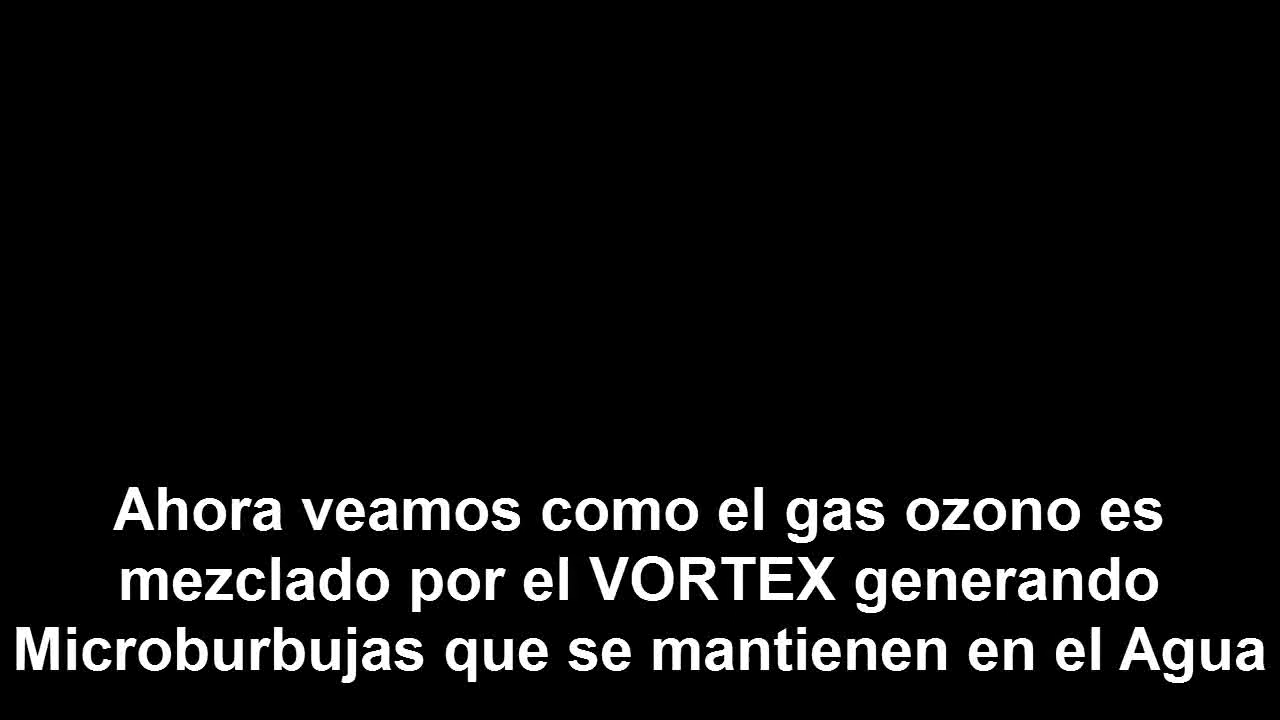 Ahora veamos como el gas ozono es
mezclado por el VORTEX generando
Microburbujas que se mantienen en el Agua